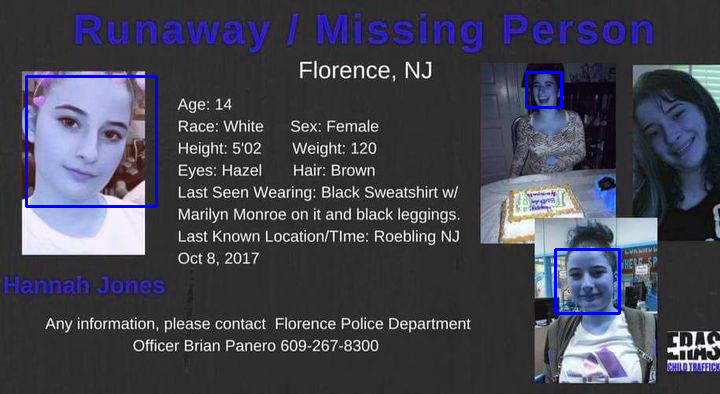 Runaway / Missing Person
Florence, NJ
Age: 14
Race: White Sex: Female
Height: 5'02 Weight: 120
Eyes: Hazel Hair: Brown
Last Seen Wearing: Black Sweatshirt w/
Marilyn Monroe on it and black leggings.
Last Known Location/TIme: Roebling NJ
Oct 8, 2017
Hannah Jones
Any information, please contact Florence Police Department
Officer Brian Panero 609-267-8300
ERAS
CHILD TRAFFICK